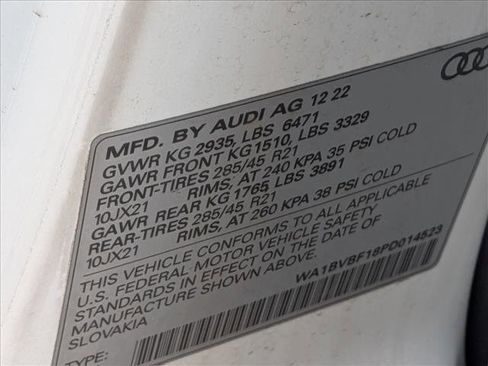 MFD. BY AUDI AG 12 22
GVWR KG 2935, LBS 6471
GAWR FRONT KG1510, LBS 3329
FRONT-TIRES 285/45 R21
10JX21 RIMS, AT 240 KPA 35 PSI COLD
GAWR REAR KG 1765, LBS 3891
REAR-TIRES 285/45 R21
10JX21 RIMS, AT 260 KPA 38 PSI COLD
THIS VEHICLE CONFORMS TO ALL APPLICABLE
U.S. FEDERAL MOTOR VEHICLE SAFETY
STANDARDS IN EFFECT ON THE DATE OF
MANUFACTURE SHOWN ABOVE.
SLOVAKIA
WA1BVBF18PD014523
TYPE: